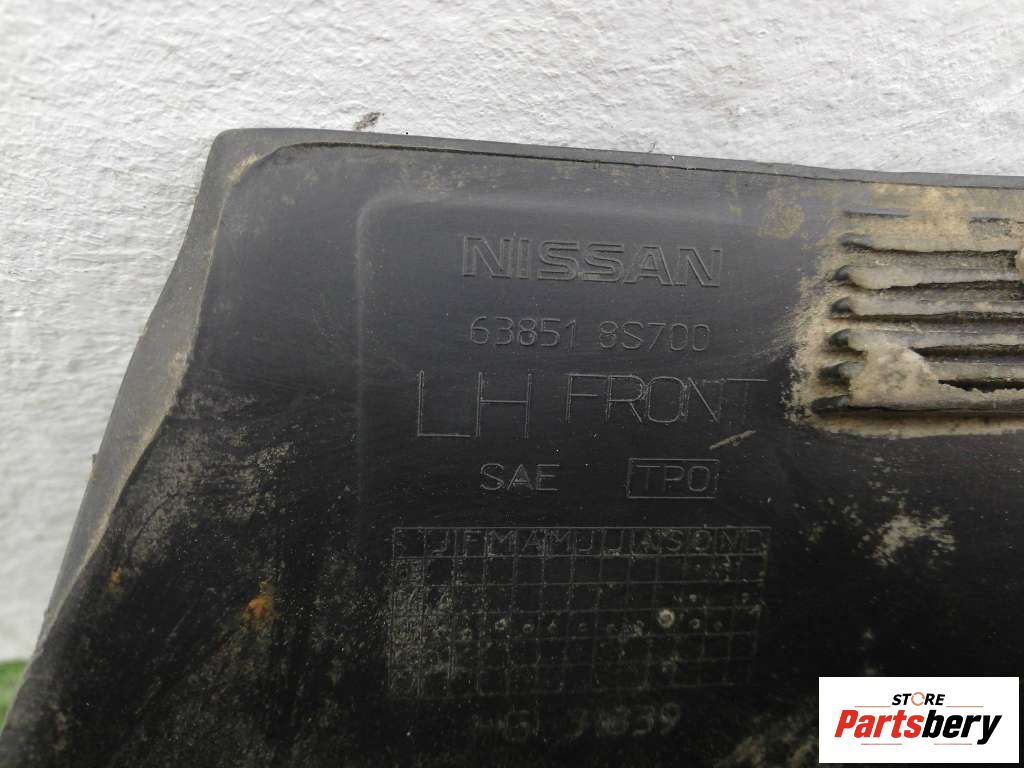 NISSAN
63851 8S700
LH FRONT
SAE TPO
J F M A M J J A S O N D
STORE
Partsbery